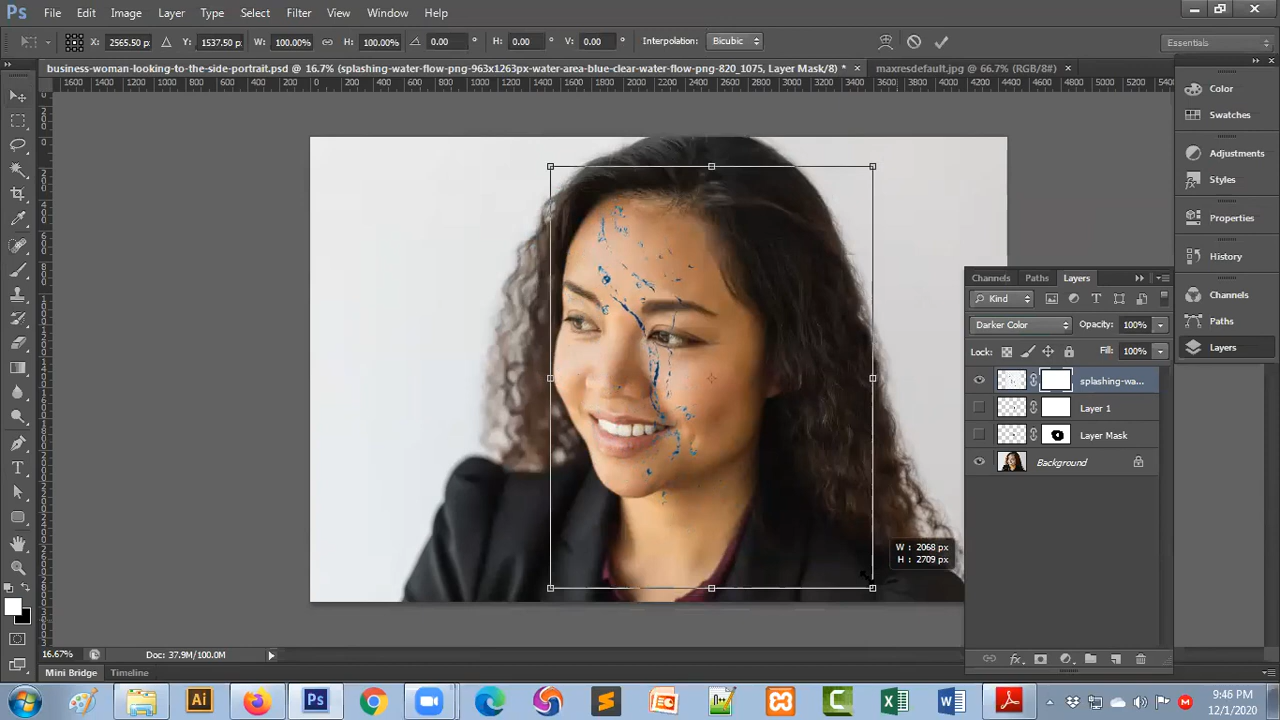 Ps File Edit Image Layer Type Select Filter View Window Help
X: 2565.50 px Y: 1537.50 px W: 100.00% H: 100.00% 0.00 ° H: 0.00 ° V: 0.00 ° Interpolation: Bicubic Essentials
business-woman-looking-to-the-side-portrait.psd @ 16.7% (splashing-water-flow-png-963x1263px-water-area-blue-clear-water-flow-png-820_1075, Layer Mask/8) * × maxresdefault.jpg @ 66.7% (RGB/8#) ×
1600 1400 1200 1000 800 600 400 200 0 200 400 600 800 1000 1200 1400 1600 1800 2000 2200 2400 2600 2800 3000 3200 3400 3600 3800 4000 4200 4400 4600 4800 5000 5200
Color
Swatches
Adjustments
Styles
Properties
History
Channels
Paths
Layers
Channels Paths Layers
Kind
Darker Color Opacity: 100%
Lock: Fill: 100%
splashing-wa...
Layer 1
Layer Mask
Background
W : 2068 px
H : 2709 px
16.67% Doc: 37.9M/100.0M
Mini Bridge Timeline
Ai Ps
9:46 PM
12/1/2020